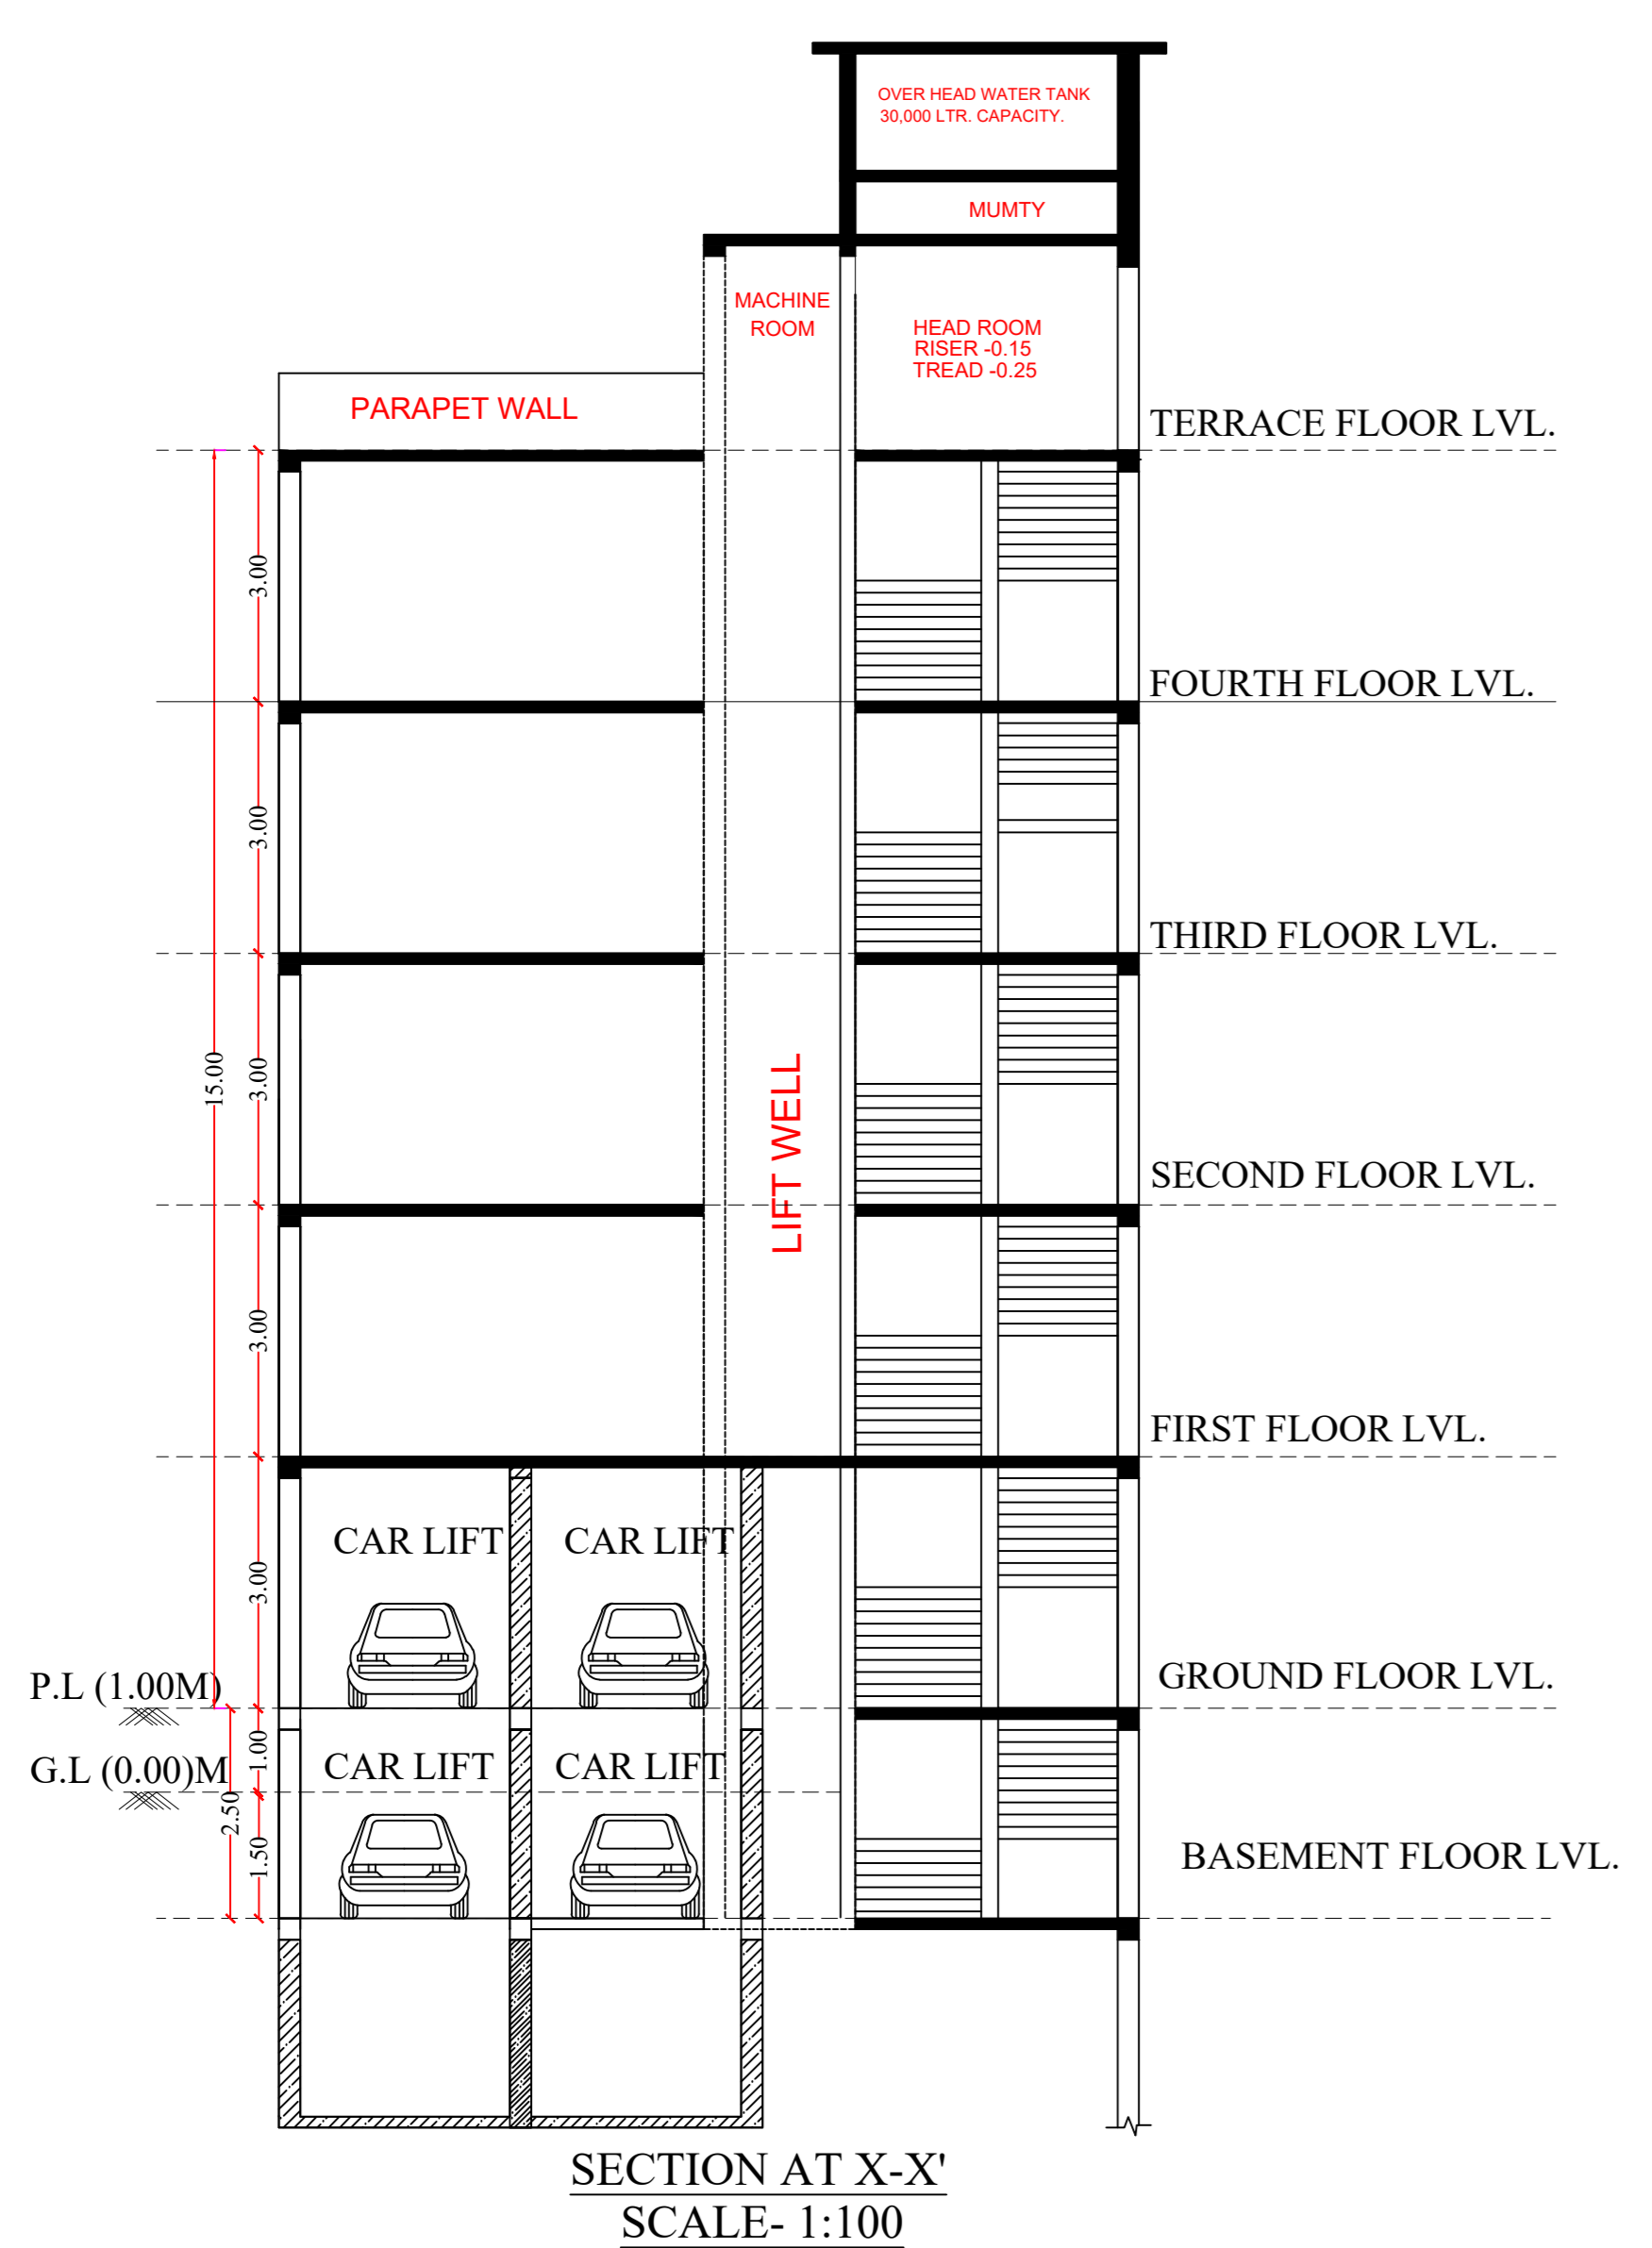 OVER HEAD WATER TANK
30,000 LTR. CAPACITY.
MUMTY
MACHINE
ROOM
HEAD ROOM
RISER -0.15
TREAD -0.25
PARAPET WALL
TERRACE FLOOR LVL.
3.00
FOURTH FLOOR LVL.
3.00
THIRD FLOOR LVL.
15.00
3.00
LIFT WELL
SECOND FLOOR LVL.
3.00
FIRST FLOOR LVL.
CAR LIFT
CAR LIFT
3.00
P.L (1.00M)
GROUND FLOOR LVL.
1.00
CAR LIFT
CAR LIFT
G.L (0.00)M
2.50
1.50
BASEMENT FLOOR LVL.
SECTION AT X-X'
SCALE- 1:100